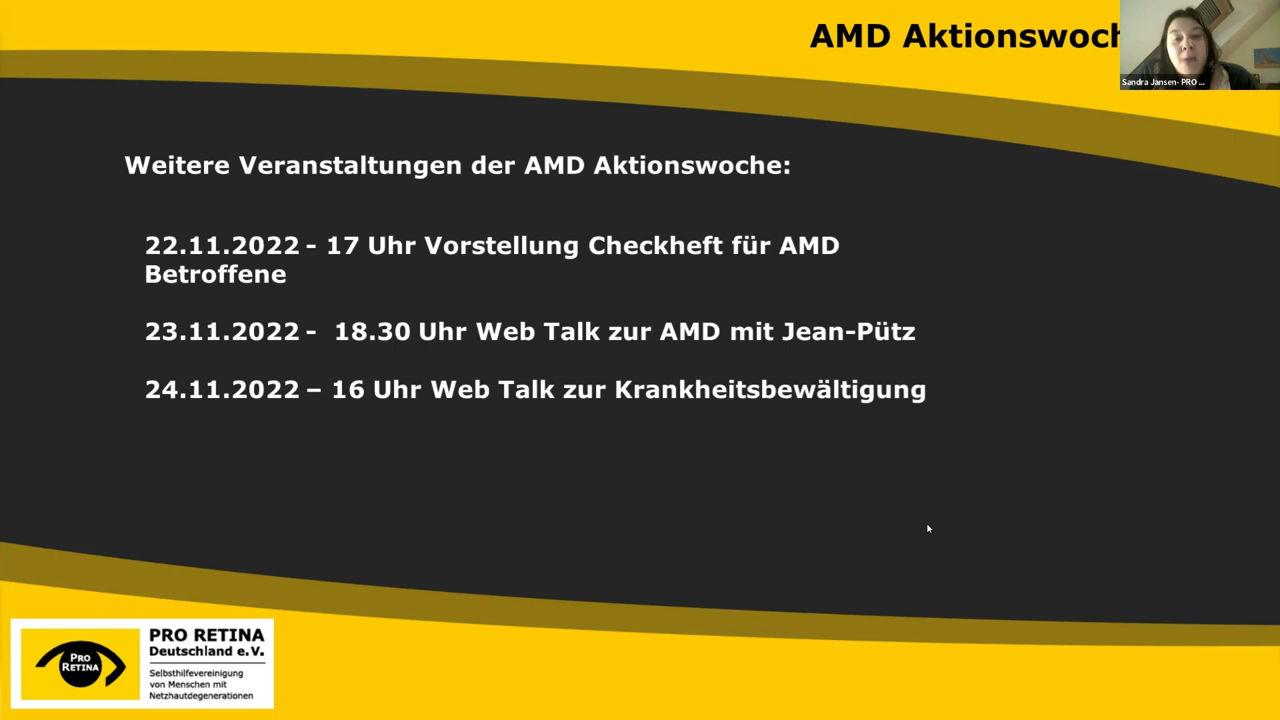 AMD Aktionswoch
Sandra Jansen- PRO ...
Weitere Veranstaltungen der AMD Aktionswoche:
22.11.2022 - 17 Uhr Vorstellung Checkheft für AMD
Betroffene
23.11.2022 -  18.30 Uhr Web Talk zur AMD mit Jean-Pütz
24.11.2022 – 16 Uhr Web Talk zur Krankheitsbewältigung
PRO
RETINA
PRO RETINA
Deutschland e.V.
Selbsthilfevereinigung
von Menschen mit
Netzhautdegenerationen